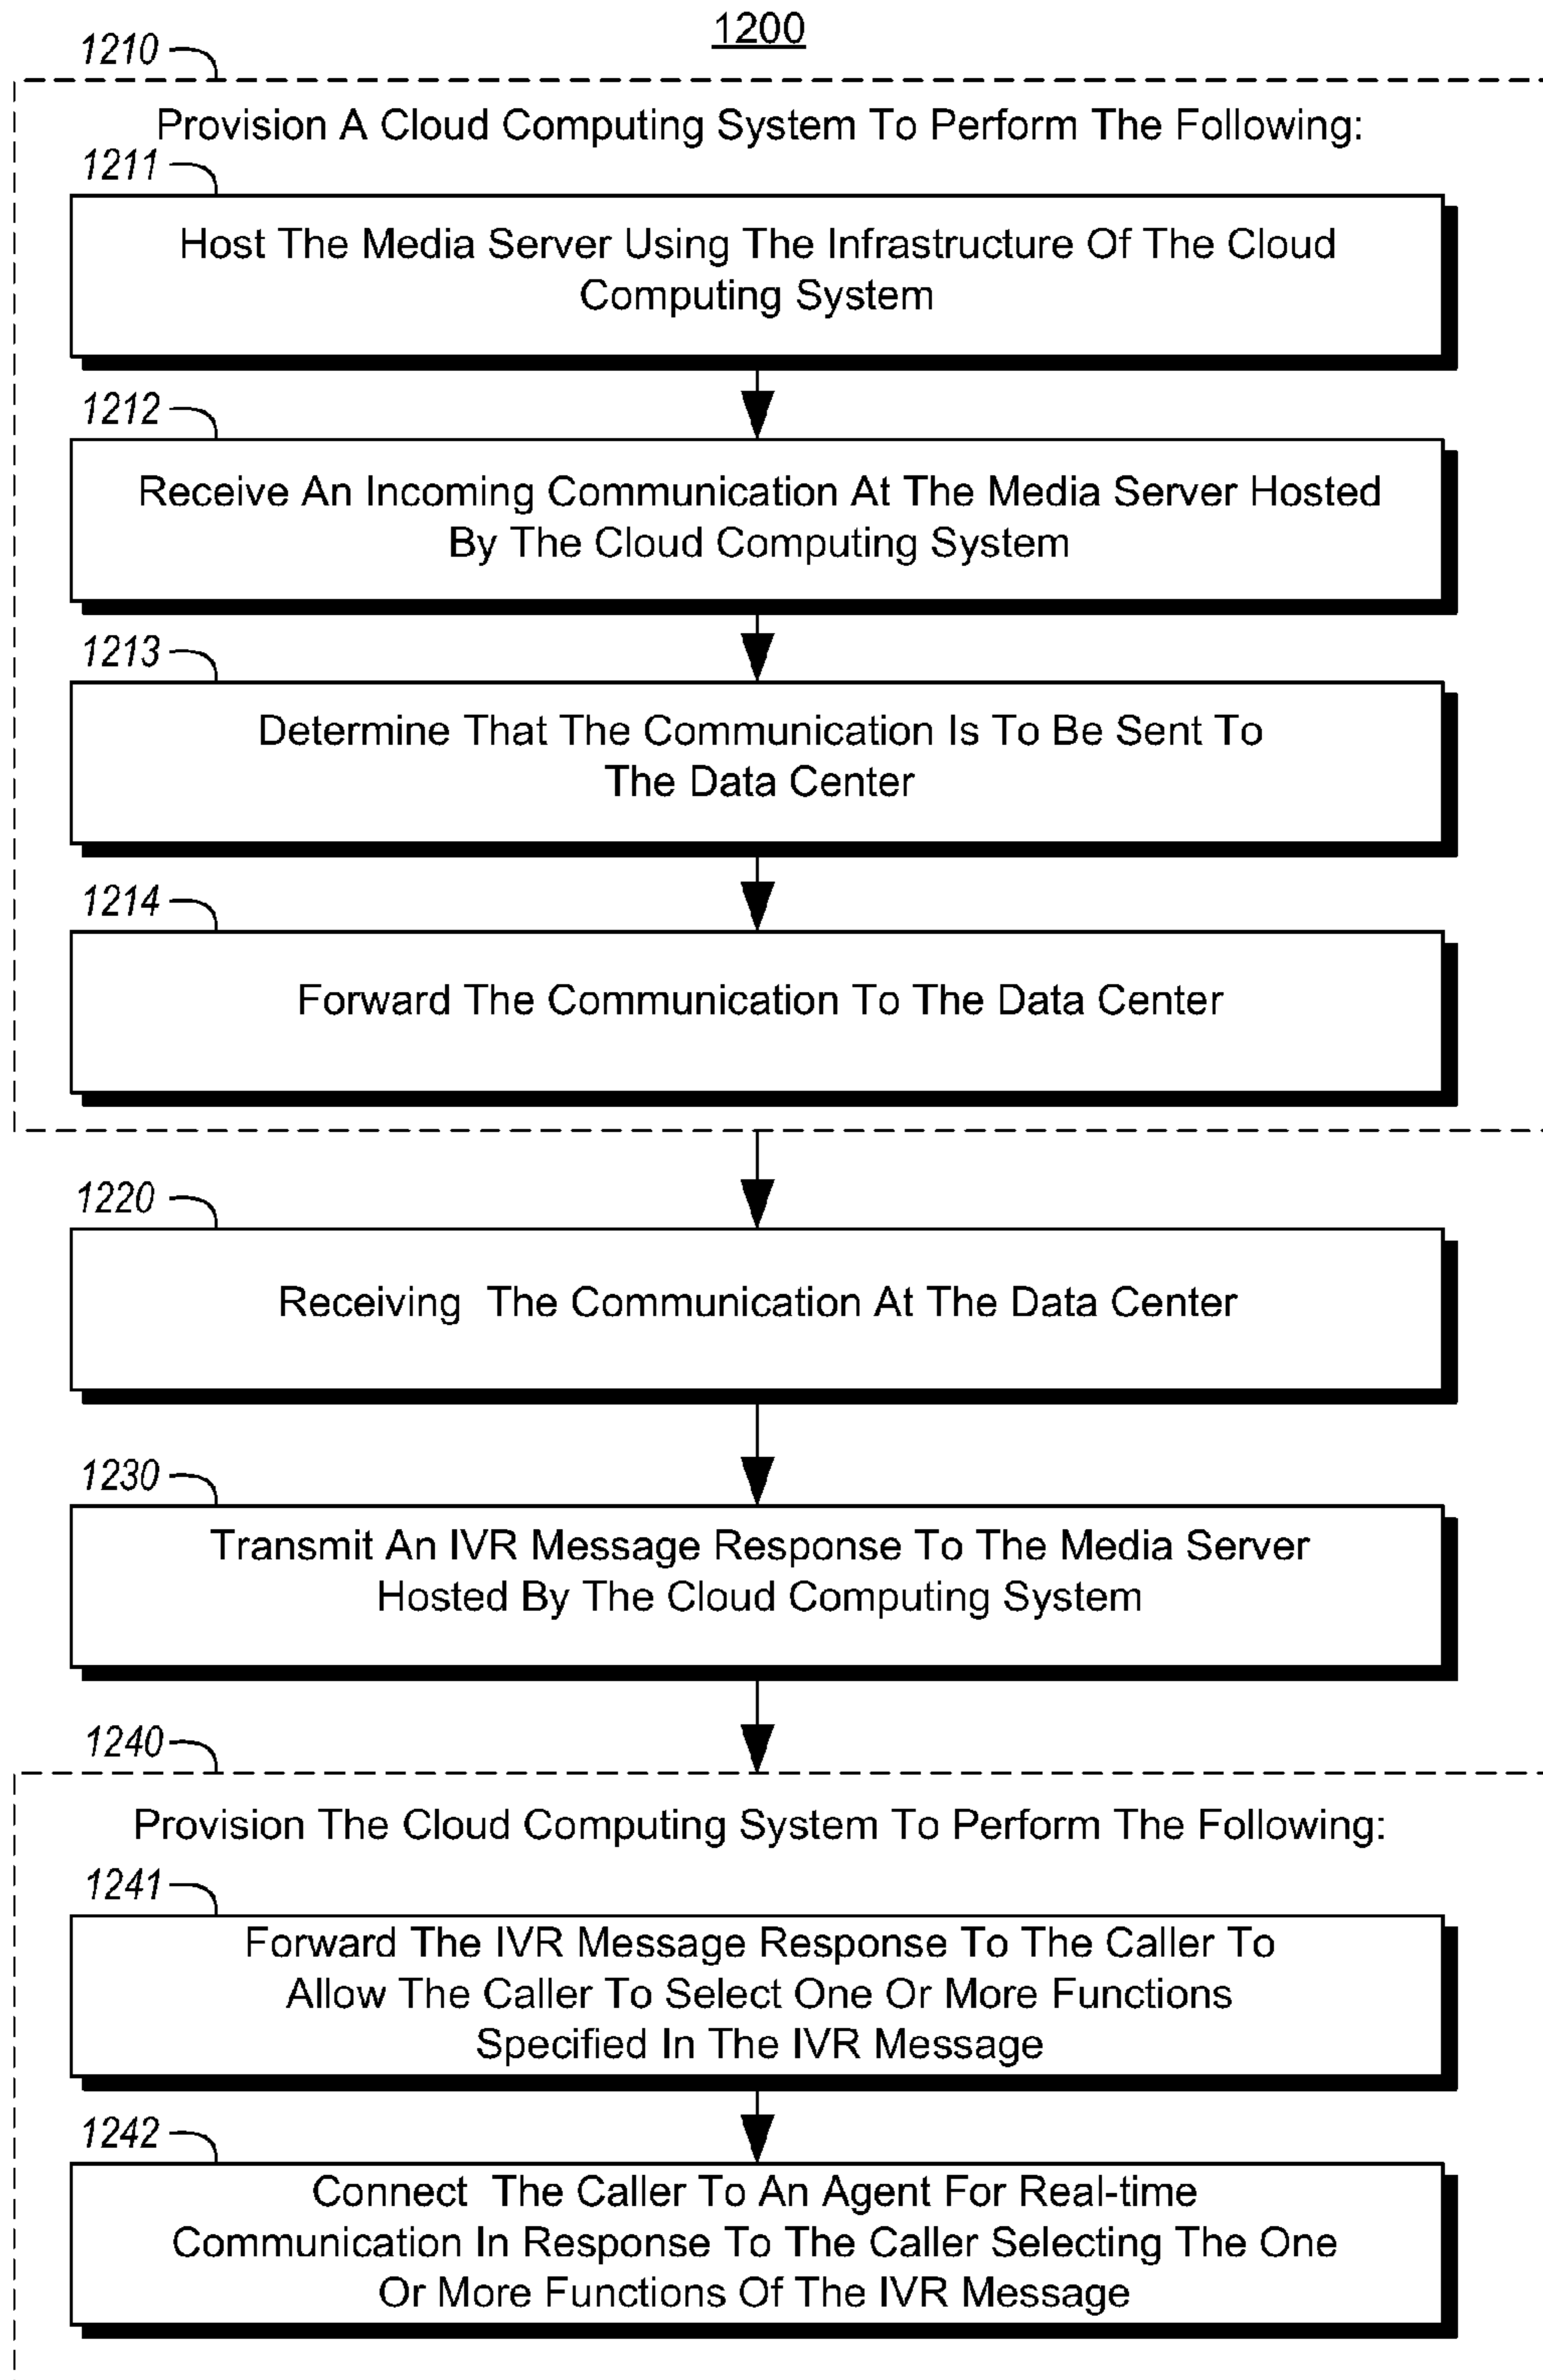 1200
1210
Provision A Cloud Computing System To Perform The Following:
1211
Host The Media Server Using The Infrastructure Of The Cloud
Computing System
1212
Receive An Incoming Communication At The Media Server Hosted
By The Cloud Computing System
1213
Determine That The Communication Is To Be Sent To
The Data Center
1214
Forward The Communication To The Data Center
1220
Receiving The Communication At The Data Center
1230
Transmit An IVR Message Response To The Media Server
Hosted By The Cloud Computing System
1240
Provision The Cloud Computing System To Perform The Following:
1241
Forward The IVR Message Response To The Caller To
Allow The Caller To Select One Or More Functions
Specified In The IVR Message
1242
Connect The Caller To An Agent For Real-time
Communication In Response To The Caller Selecting The One
Or More Functions Of The IVR Message